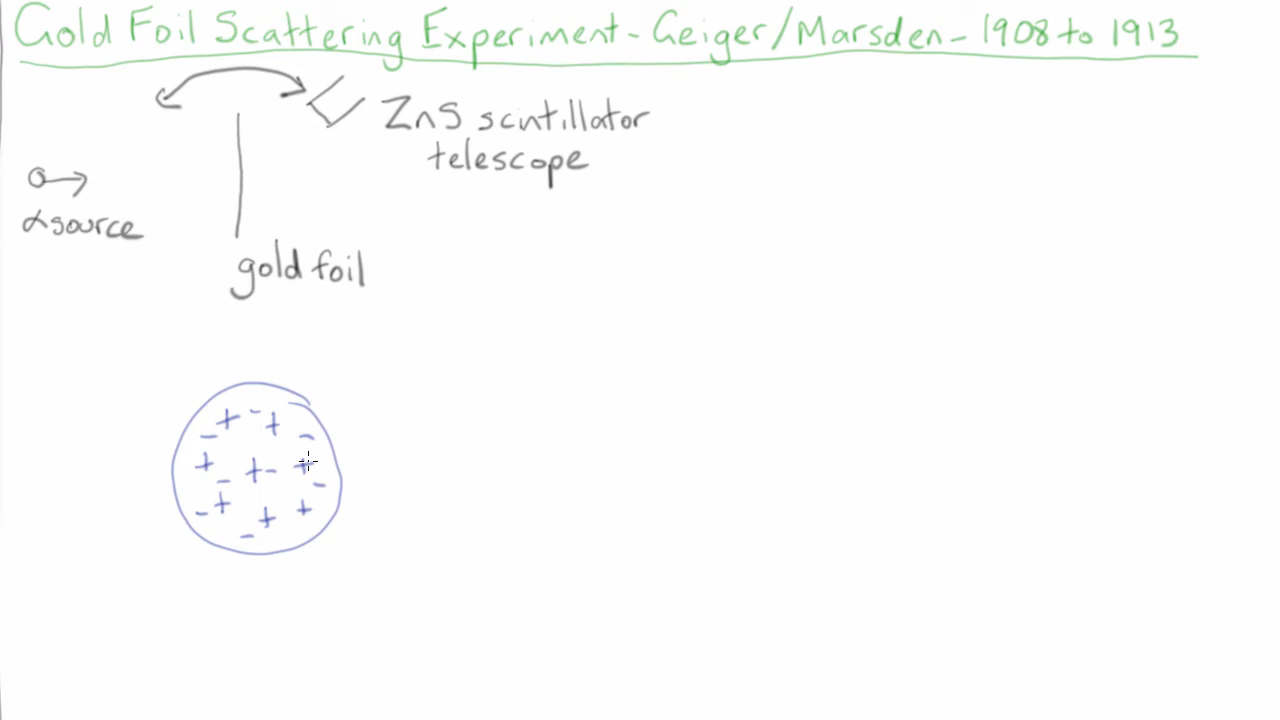 Gold Foil Scattering Experiment - Geiger/Marsden - 1908 to 1913
ZnS scintillator
telescope
α source
gold foil
+ - +
- -
+ + - +
- -
- + + +
-